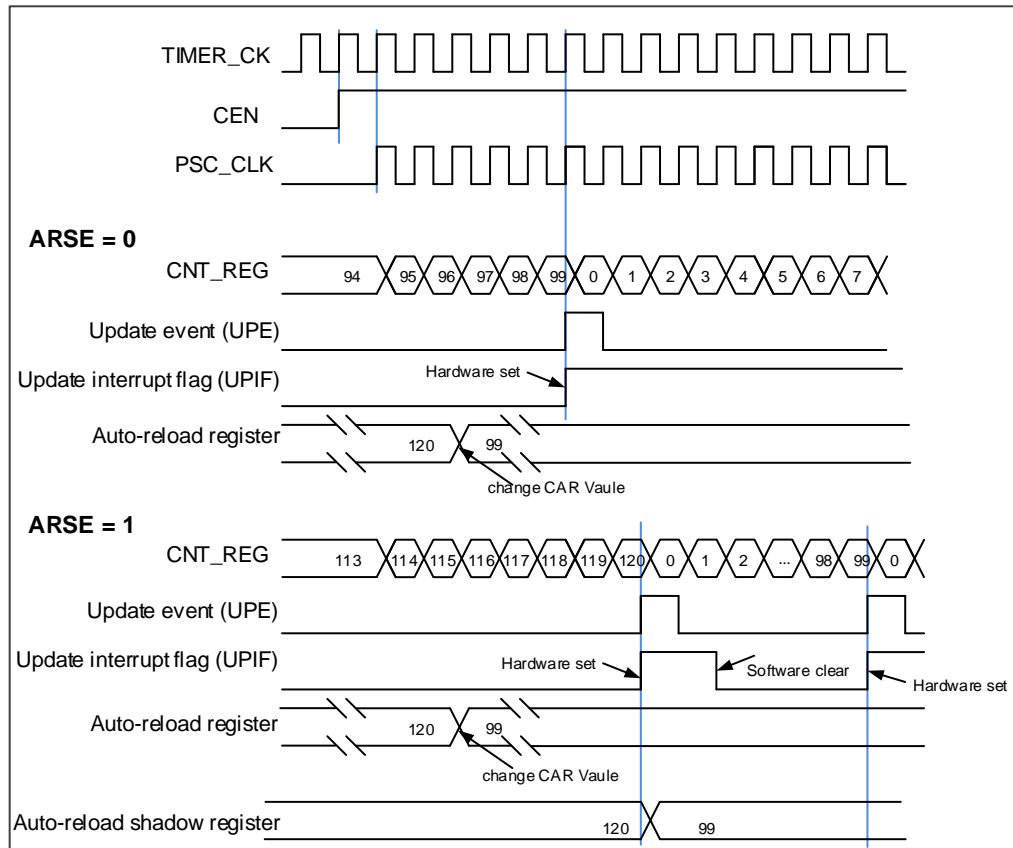 TIMER_CK
CEN
PSC_CLK
ARSE = 0
CNT_REG 94 95 96 97 98 99 0 1 2 3 4 5 6 7
Update event (UPE)
Update interrupt flag (UPIF) Hardware set
Auto-reload register 120 99
change CAR Vaule
ARSE = 1
CNT_REG 113 114 115 116 117 118 119 120 0 1 2 ... 98 99 0
Update event (UPE)
Update interrupt flag (UPIF) Hardware set Software clear Hardware set
Auto-reload register 120 99
change CAR Vaule
Auto-reload shadow register 120 99